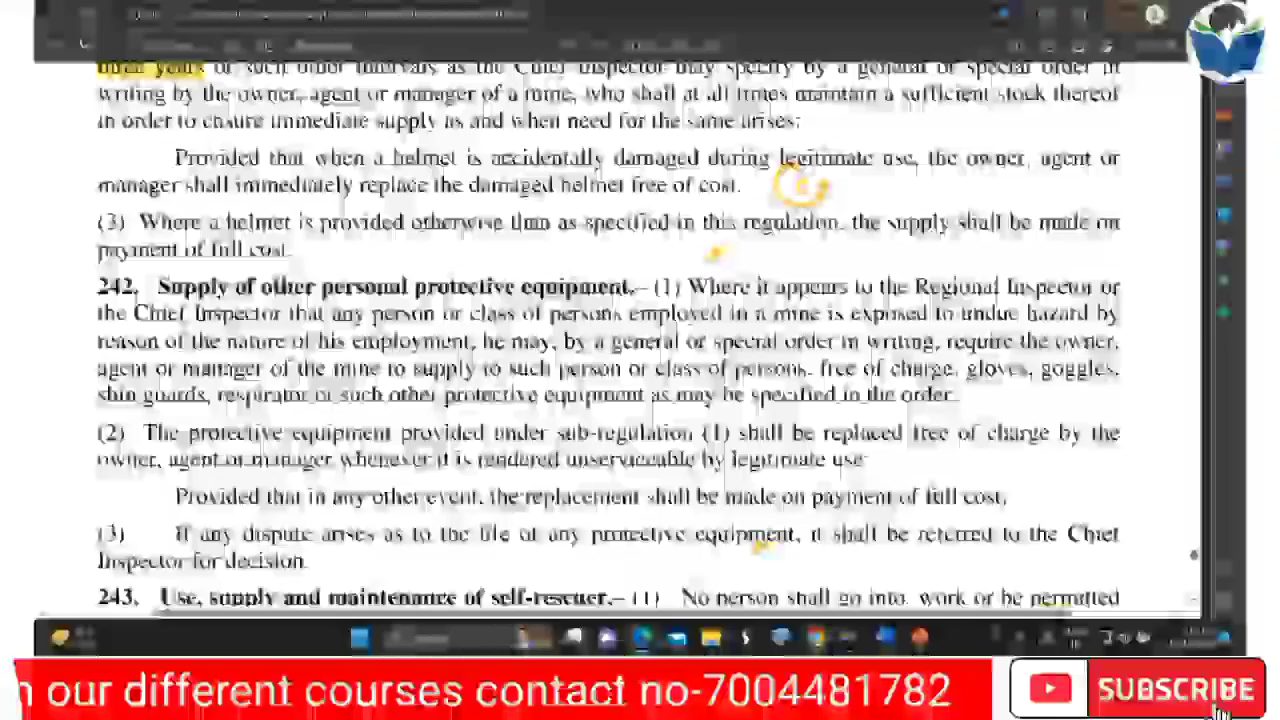 three years or such other intervals as the Chief Inspector may specify by a general or special order in
writing by the owner, agent or manager of a mine, who shall at all times maintain a sufficient stock thereof
in order to ensure immediate supply as and when need for the same arises:
Provided that when a helmet is accidentally damaged during legitimate use, the owner, agent or
manager shall immediately replace the damaged helmet free of cost.
(3) Where a helmet is provided otherwise than as specified in this regulation, the supply shall be made on
payment of full cost.
242. Supply of other personal protective equipment.– (1) Where it appears to the Regional Inspector or
the Chief Inspector that any person or class of persons employed in a mine is exposed to undue hazard by
reason of the nature of his employment, he may, by a general or special order in writing, require the owner,
agent or manager of the mine to supply to such person or class of persons, free of charge, gloves, goggles,
shin guards, respirator or such other protective equipment as may be specified in the order.
(2) The protective equipment provided under sub-regulation (1) shall be replaced free of charge by the
owner, agent or manager whenever it is rendered unserviceable by legitimate use:
Provided that in any other event, the replacement shall be made on payment of full cost.
(3) If any dispute arises as to the life of any protective equipment, it shall be referred to the Chief
Inspector for decision.
243. Use, supply and maintenance of self-rescuer.– (1) No person shall go into, work or be permitted
our different courses contact no-7004481782
SUBSCRIBE